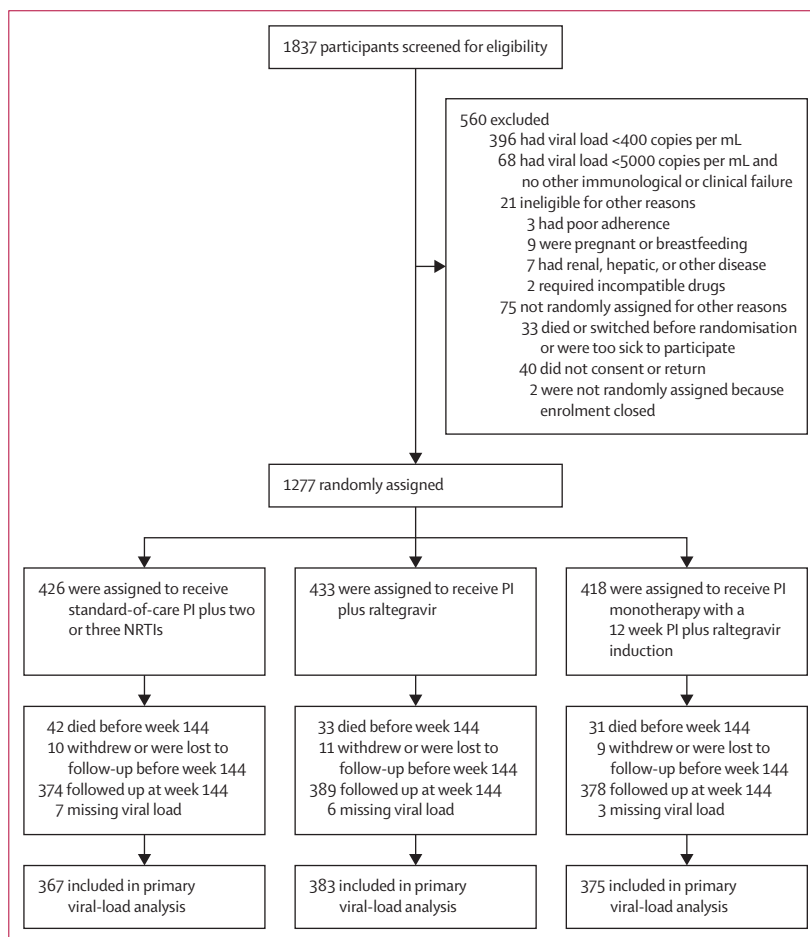 1837 participants screened for eligibility
560 excluded
396 had viral load <400 copies per mL
68 had viral load <5000 copies per mL and
no other immunological or clinical failure
21 ineligible for other reasons
3 had poor adherence
9 were pregnant or breastfeeding
7 had renal, hepatic, or other disease
2 required incompatible drugs
75 not randomly assigned for other reasons
33 died or switched before randomisation
or were too sick to participate
40 did not consent or return
2 were not randomly assigned because
enrolment closed
1277 randomly assigned
426 were assigned to receive
standard-of-care PI plus two
or three NRTIs
433 were assigned to receive PI
plus raltegravir
418 were assigned to receive PI
monotherapy with a
12 week PI plus raltegravir
induction
42 died before week 144
10 withdrew or were lost to
follow-up before week 144
374 followed up at week 144
7 missing viral load
33 died before week 144
11 withdrew or were lost to
follow-up before week 144
389 followed up at week 144
6 missing viral load
31 died before week 144
9 withdrew or were lost to
follow-up before week 144
378 followed up at week 144
3 missing viral load
367 included in primary
viral-load analysis
383 included in primary
viral-load analysis
375 included in primary
viral-load analysis